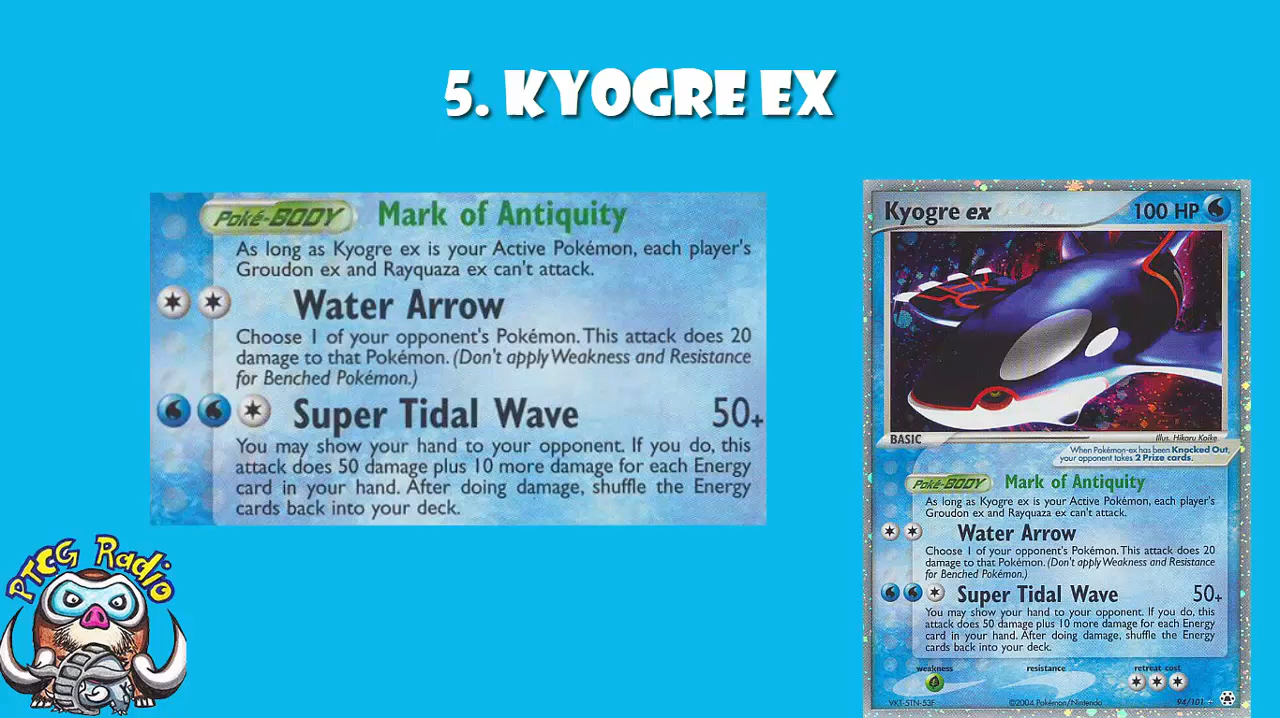 5. KYOGRE EX
Poké-BODY Mark of Antiquity
As long as Kyogre ex is your Active Pokémon, each player's
Groudon ex and Rayquaza ex can't attack.
Water Arrow
Choose 1 of your opponent's Pokémon. This attack does 20
damage to that Pokémon. (Don't apply Weakness and Resistance
for Benched Pokémon.)
Super Tidal Wave 50+
You may show your hand to your opponent. If you do, this
attack does 50 damage plus 10 more damage for each Energy
card in your hand. After doing damage, shuffle the Energy
cards back into your deck.
PTCG Radio
Kyogre ex 100 HP
BASIC
Illus. Hikaru Koike
When Pokémon-ex has been Knocked Out,
your opponent takes 2 Prize cards.
Poké-BODY Mark of Antiquity
As long as Kyogre ex is your Active Pokémon, each player's
Groudon ex and Rayquaza ex can't attack.
Water Arrow
Choose 1 of your opponent's Pokémon. This attack does 20
damage to that Pokémon. (Don't apply Weakness and Resistance
for Benched Pokémon.)
Super Tidal Wave 50+
You may show your hand to your opponent. If you do, this
attack does 50 damage plus 10 more damage for each Energy
card in your hand. After doing damage, shuffle the Energy
cards back into your deck.
weakness resistance retreat cost
VKT-STN-53F ©2004 Pokémon/Nintendo 94/101